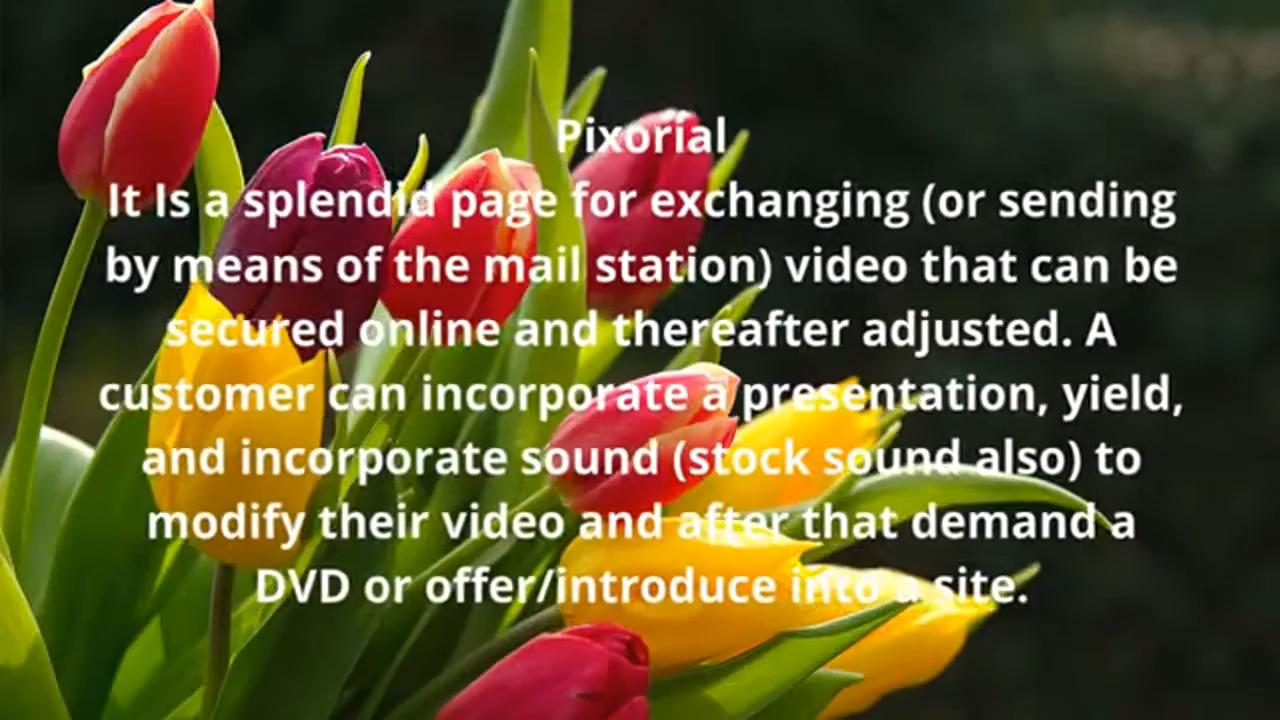 Pixorial
It Is a splendid page for exchanging (or sending
by means of the mail station) video that can be
secured online and thereafter adjusted. A
customer can incorporate a presentation, yield,
and incorporate sound (stock sound also) to
modify their video and after that demand a
DVD or offer/introduce into a site.